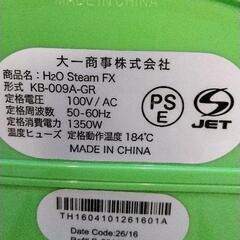 MADE IN CHINA
大一商事株式会社
商品名：H2O Steam FX
形式 KB-009A-GR
定格電圧 100V / AC
定格周波数 50-60Hz
定格消費電力 1350W
温度ヒューズ 定格動作温度 184℃
MADE IN CHINA
PS
E
S
JET
TH1604101261601A
Date Code:26/16